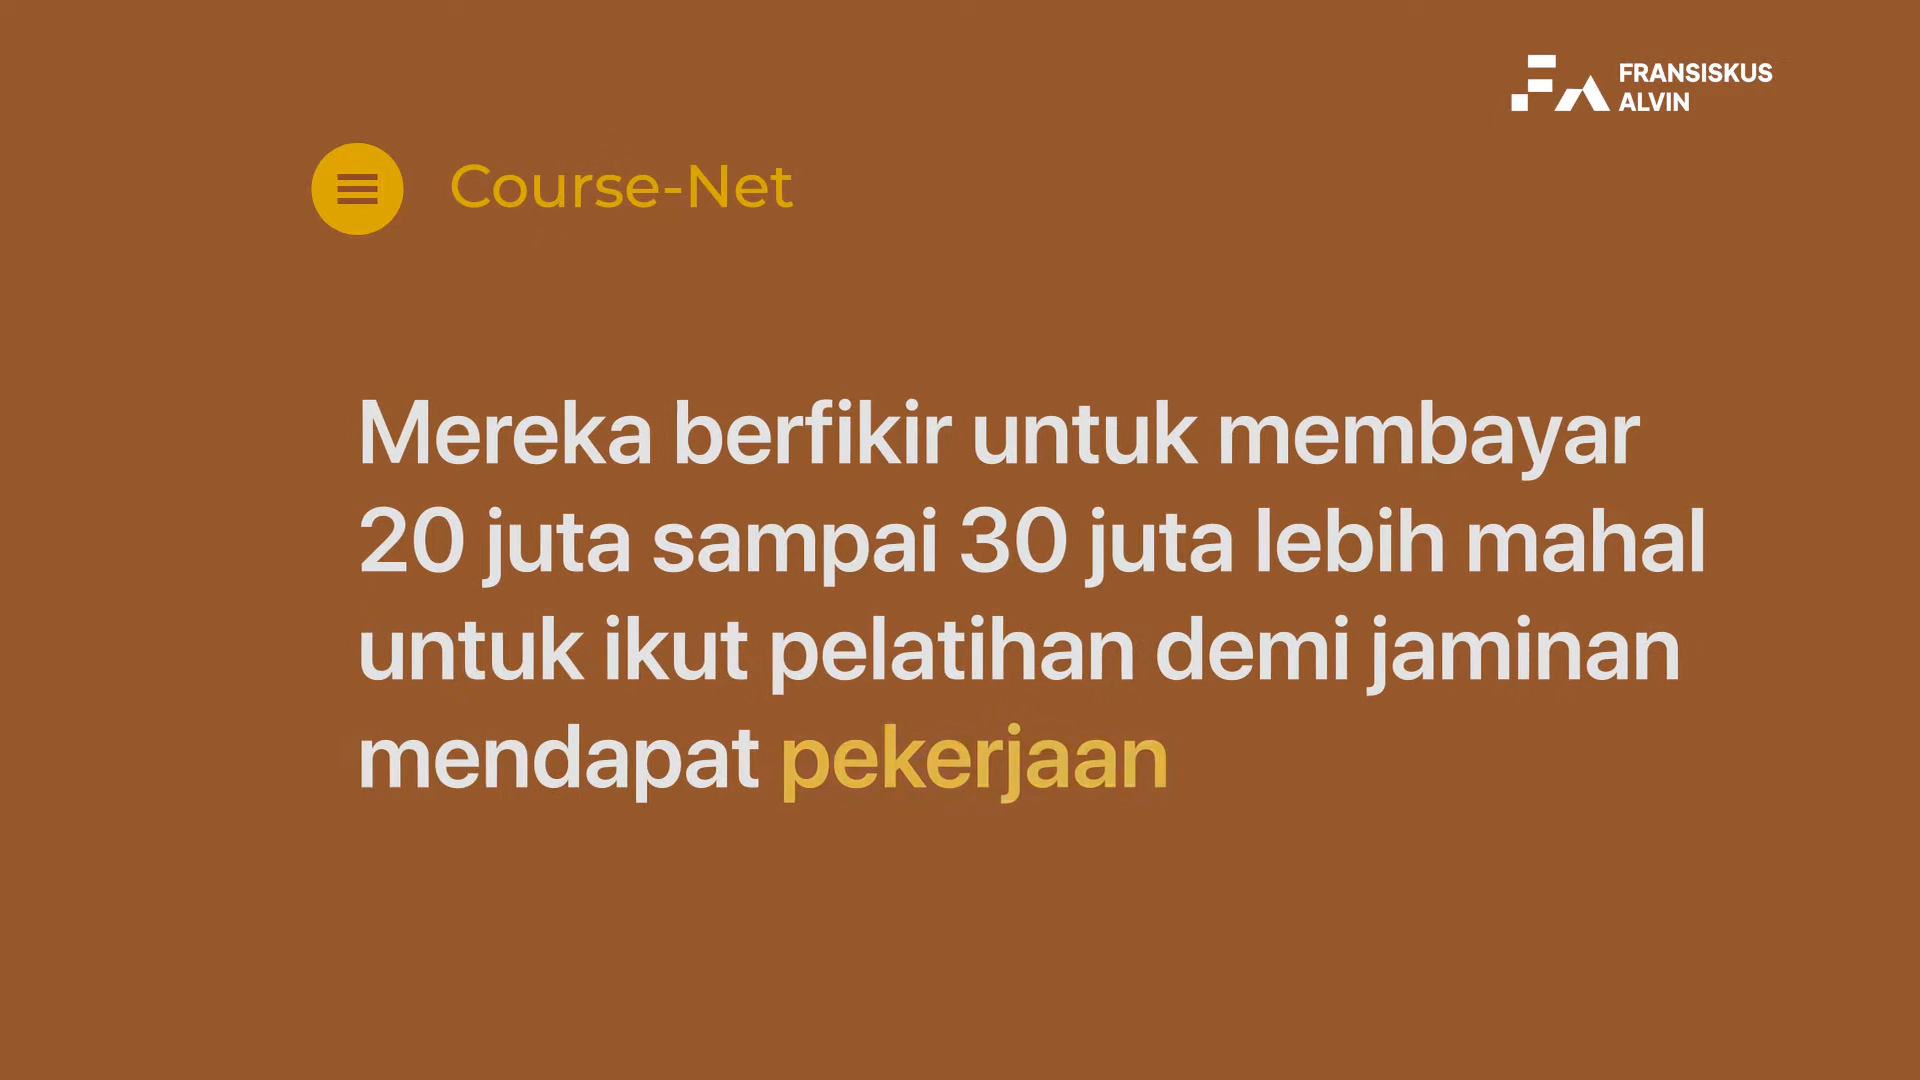 FRANSISKUS
ALVIN
Course-Net
Mereka berfikir untuk membayar
20 juta sampai 30 juta lebih mahal
untuk ikut pelatihan demi jaminan
mendapat pekerjaan